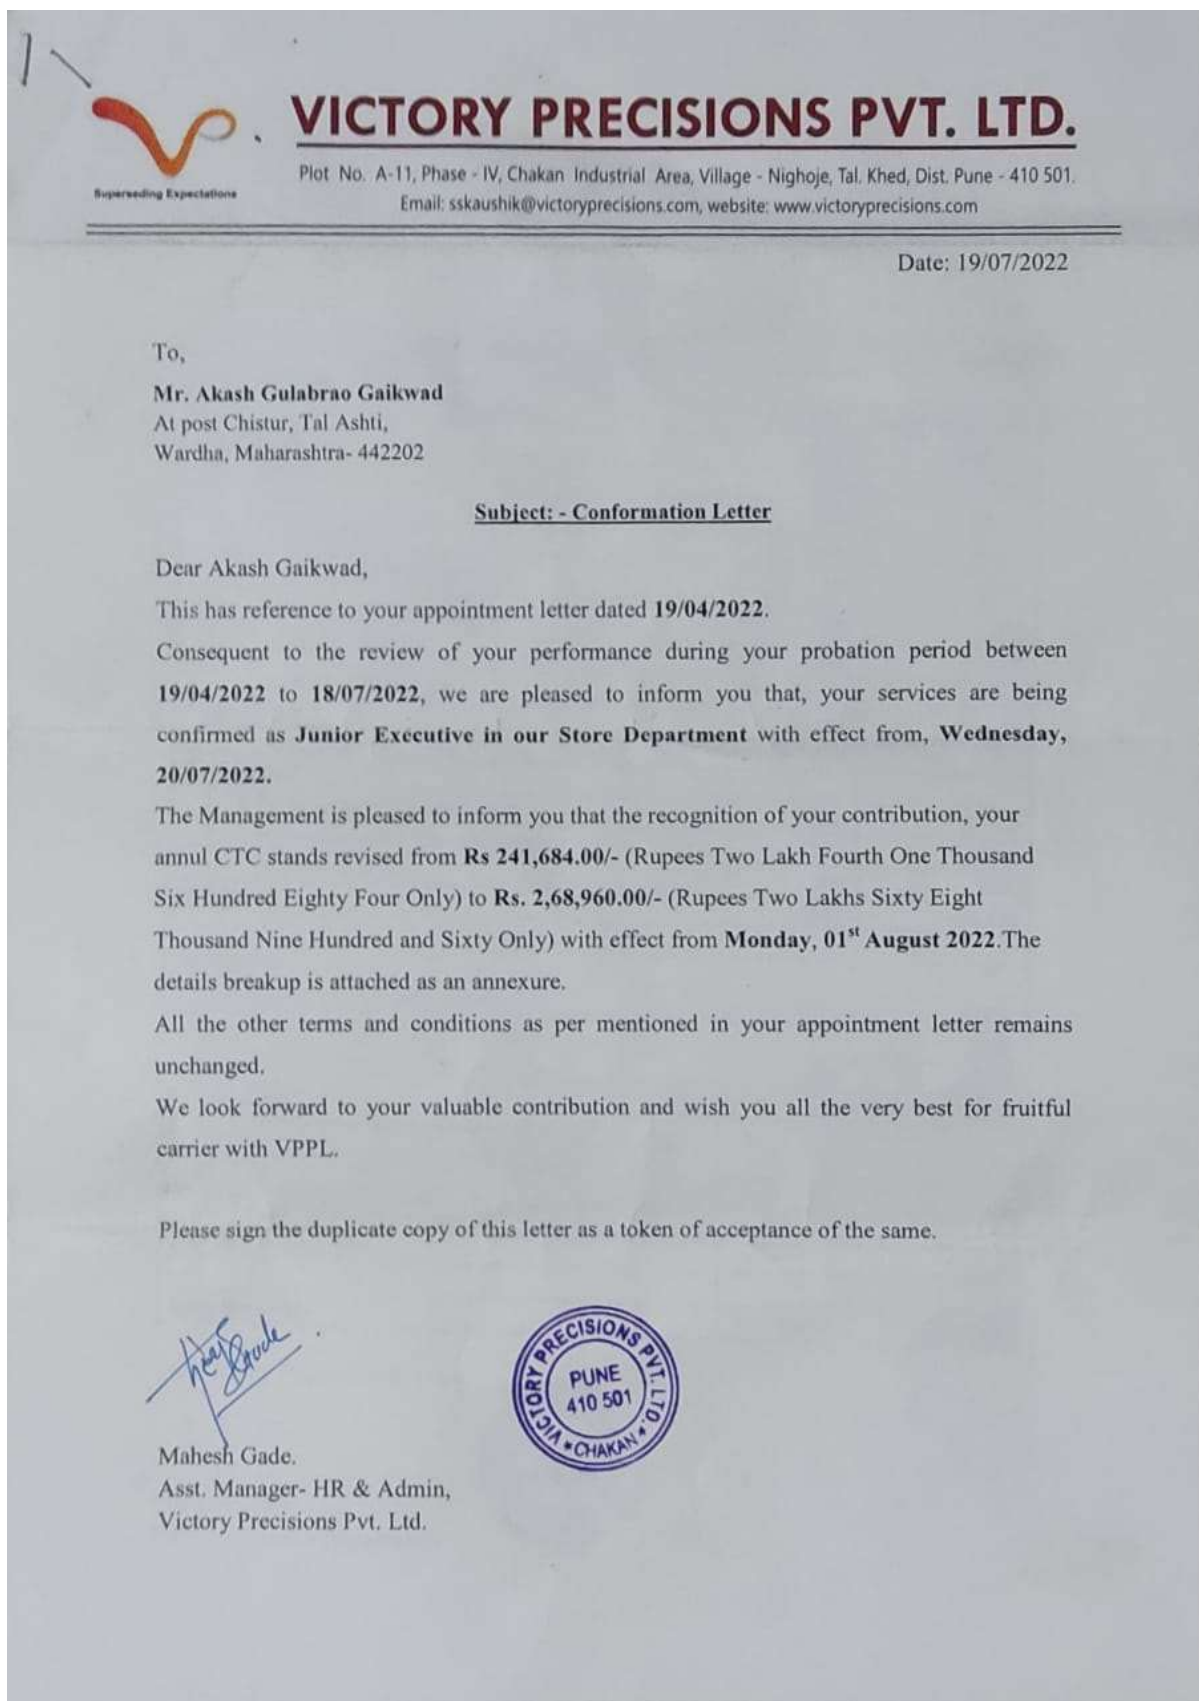 VICTORY PRECISIONS PVT. LTD.
Superseding Expectations
Plot No. A-11, Phase - IV, Chakan Industrial Area, Village - Nighoje, Tal. Khed, Dist. Pune - 410 501.
Email: sskaushik@victoryprecisions.com, website: www.victoryprecisions.com
Date: 19/07/2022
To,
Mr. Akash Gulabrao Gaikwad
At post Chistur, Tal Ashti,
Wardha, Maharashtra- 442202
Subject: - Conformation Letter
Dear Akash Gaikwad,
This has reference to your appointment letter dated 19/04/2022.
Consequent to the review of your performance during your probation period between
19/04/2022 to 18/07/2022, we are pleased to inform you that, your services are being
confirmed as Junior Executive in our Store Department with effect from, Wednesday,
20/07/2022.
The Management is pleased to inform you that the recognition of your contribution, your
annul CTC stands revised from Rs 241,684.00/- (Rupees Two Lakh Fourth One Thousand
Six Hundred Eighty Four Only) to Rs. 2,68,960.00/- (Rupees Two Lakhs Sixty Eight
Thousand Nine Hundred and Sixty Only) with effect from Monday, 01st August 2022.The
details breakup is attached as an annexure.
All the other terms and conditions as per mentioned in your appointment letter remains
unchanged.
We look forward to your valuable contribution and wish you all the very best for fruitful
carrier with VPPL.
Please sign the duplicate copy of this letter as a token of acceptance of the same.
Gade
VICTORY PRECISIONS PVT. LTD.
PUNE
410 501
* CHAKAN *
Mahesh Gade.
Asst. Manager- HR & Admin,
Victory Precisions Pvt. Ltd.